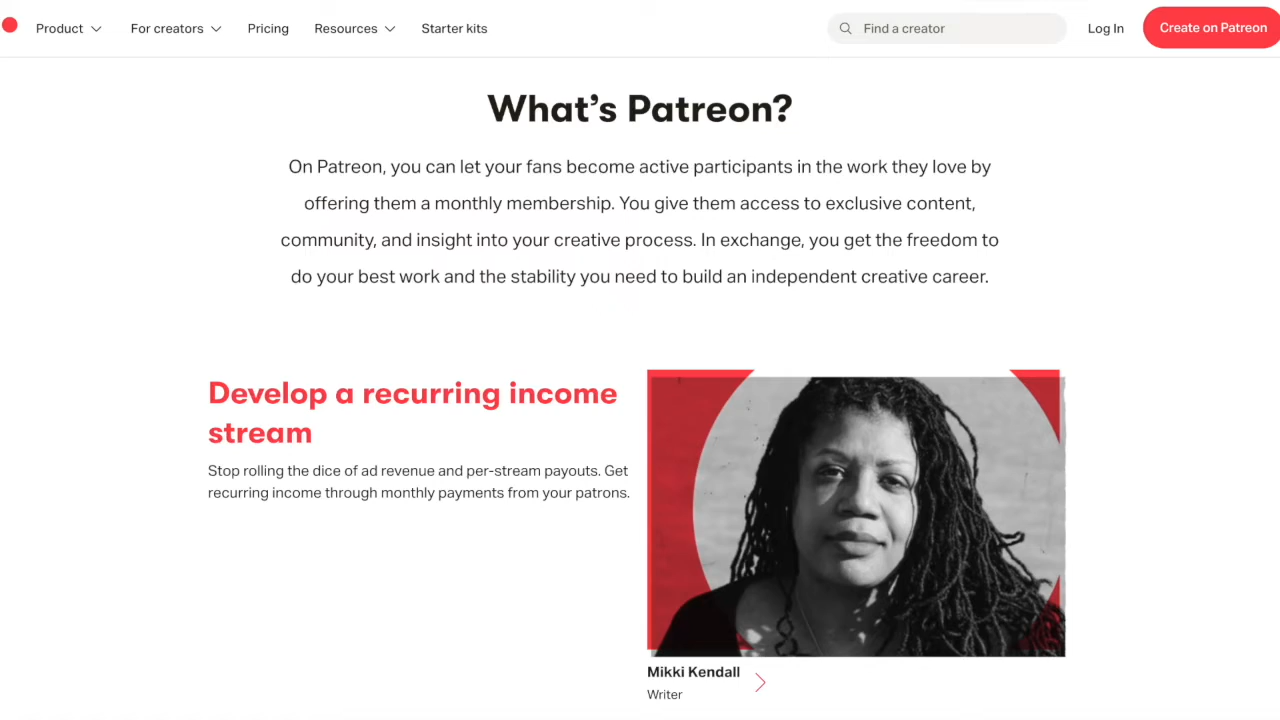 Product
For creators
Pricing
Resources
Starter kits
Find a creator
Log In
Create on Patreon
What's Patreon?
On Patreon, you can let your fans become active participants in the work they love by
offering them a monthly membership. You give them access to exclusive content,
community, and insight into your creative process. In exchange, you get the freedom to
do your best work and the stability you need to build an independent creative career.
Develop a recurring income
stream
Stop rolling the dice of ad revenue and per-stream payouts. Get
recurring income through monthly payments from your patrons.
Mikki Kendall
Writer